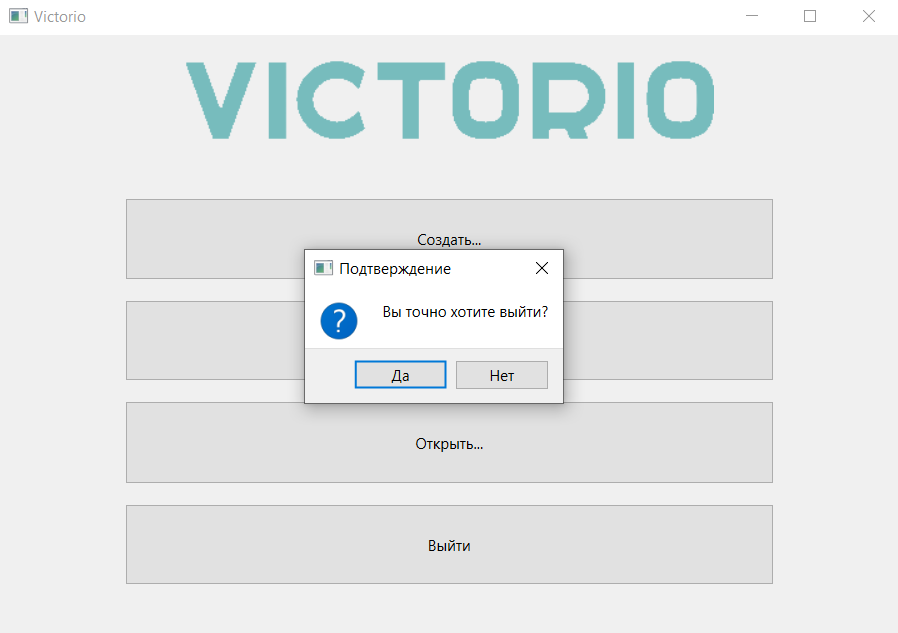 Victorio
VICTORIO
Создать...
Подтверждение
Вы точно хотите выйти?
Да
Нет
Открыть...
Выйти